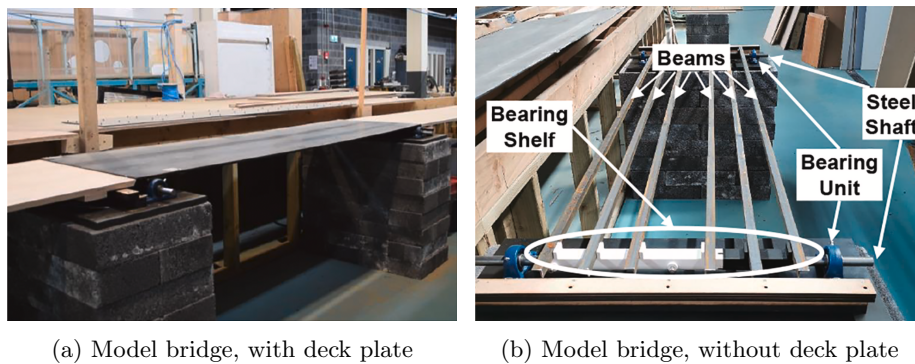 Beams
Bearing
Shelf
Steel
Shaft
Bearing
Unit
(a) Model bridge, with deck plate
(b) Model bridge, without deck plate